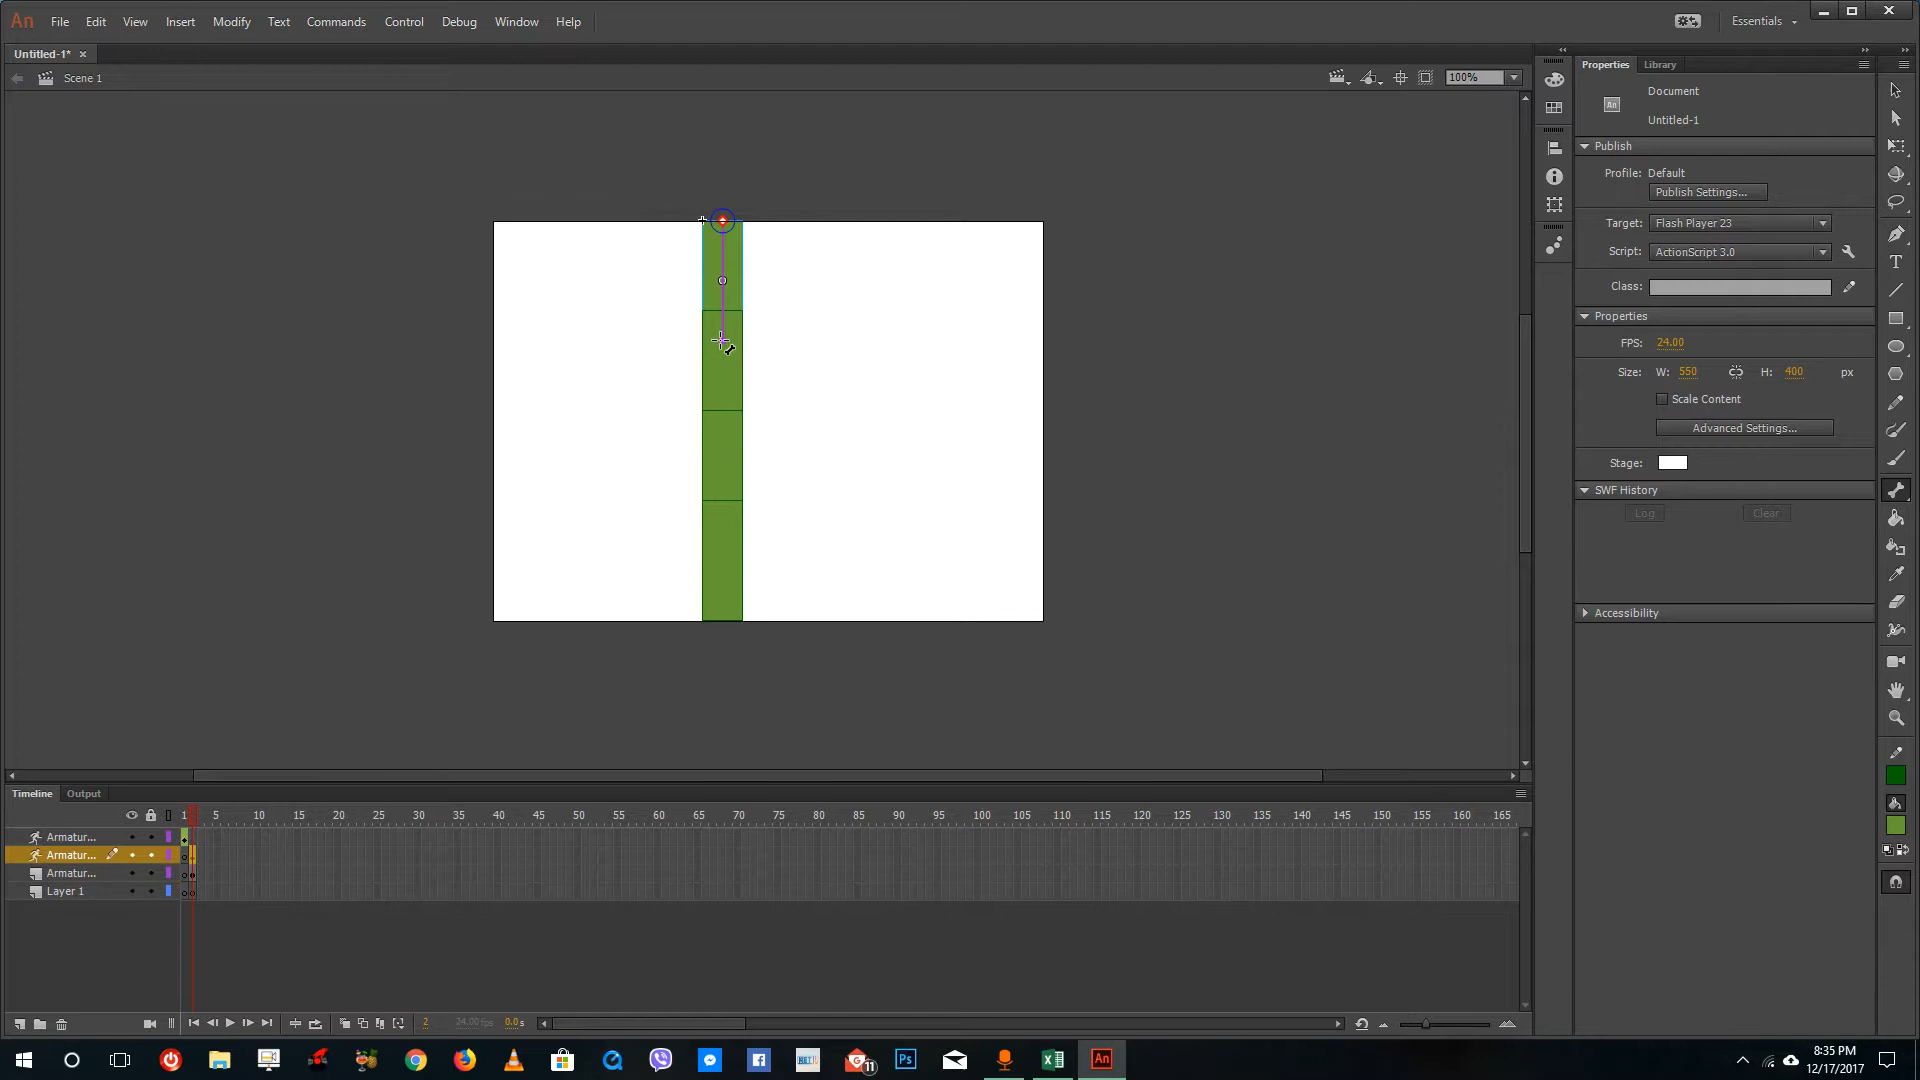 An File Edit View Insert Modify Text Commands Control Debug Window Help Essentials
Untitled-1* ×
Scene 1 100%
Properties Library
Document
An Untitled-1
Publish
Profile: Default
Publish Settings...
Target: Flash Player 23
Script: ActionScript 3.0
Class:
Properties
FPS: 24.00
Size: W: 550 H: 400 px
Scale Content
Advanced Settings...
Stage:
SWF History
Log Clear
Accessibility
Timeline Output
1 5 10 15 20 25 30 35 40 45 50 55 60 65 70 75 80 85 90 95 100 105 110 115 120 125 130 135 140 145 150 155 160 165
Armatur...
Armatur...
Armatur...
Layer 1
2 24.00 fps 0.0 s
11 Ps An 8:35 PM
12/17/2017